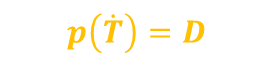 p(Ṫ) = D